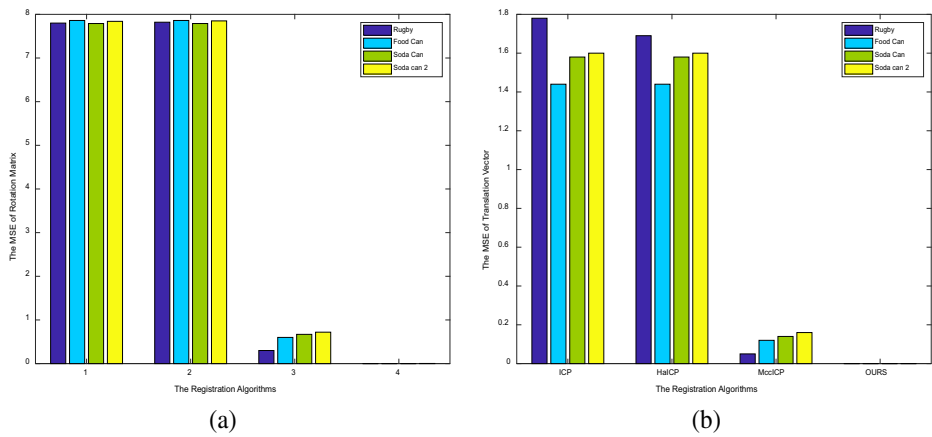 8
7
6
5
4
3
2
1
0
The MSE of Rotation Matrix
Rugby
Food Can
Soda Can
Soda can 2
1 2 3 4
The Registration Algorithms
(a)
1.8
1.6
1.4
1.2
1
0.8
0.6
0.4
0.2
0
The MSE of Translation Vector
Rugby
Food Can
Soda Can
Soda can 2
ICP HaICP MccICP OURS
The Registration Algorithms
(b)